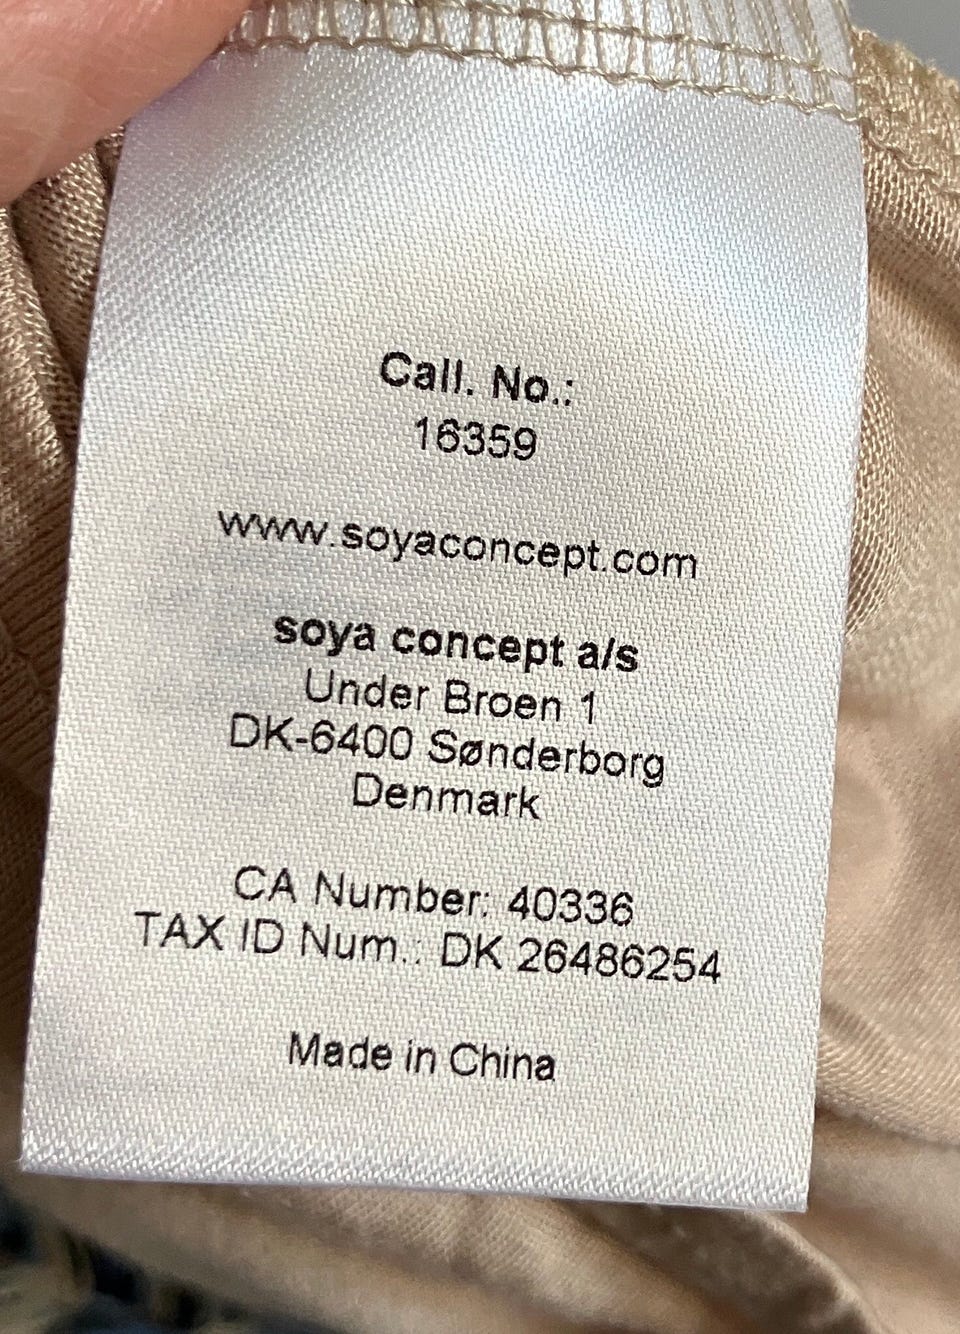 Call. No.:
16359
www.soyaconcept.com
soya concept a/s
Under Broen 1
DK-6400 Sønderborg
Denmark
CA Number: 40336
TAX ID Num.: DK 26486254
Made in China